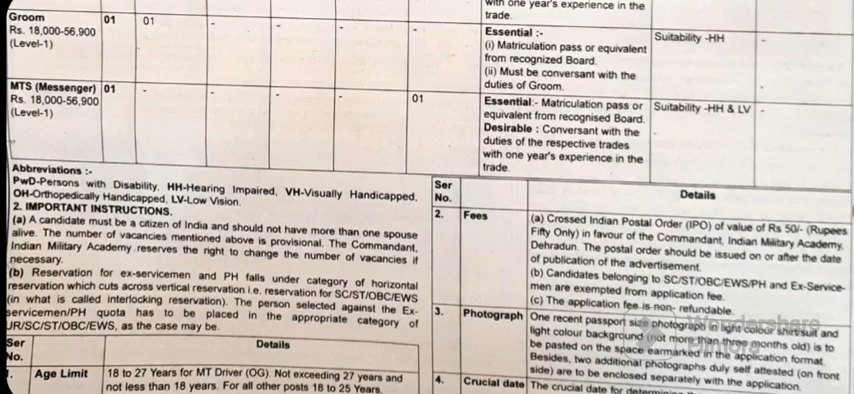 with one year's experience in the
trade.
Groom
Rs. 18,000-56,900
(Level-1)
01
01
-
-
-
-
Essential :-
(i) Matriculation pass or equivalent
from recognized Board.
(ii) Must be conversant with the
duties of Groom.
Suitability -HH
-
MTS (Messenger)
Rs. 18,000-56,900
(Level-1)
01
-
-
-
-
01
Essential:- Matriculation pass or
equivalent from recognised Board.
Desirable : Conversant with the
duties of the respective trades
with one year's experience in the
trade.
Suitability -HH & LV
-
Abbreviations :-
PwD-Persons with Disability, HH-Hearing Impaired, VH-Visually Handicapped,
OH-Orthopedically Handicapped, LV-Low Vision.
2. IMPORTANT INSTRUCTIONS.
(a) A candidate must be a citizen of India and should not have more than one spouse
alive. The number of vacancies mentioned above is provisional. The Commandant,
Indian Military Academy reserves the right to change the number of vacancies if
necessary.
(b) Reservation for ex-servicemen and PH falls under category of horizontal
reservation which cuts across vertical reservation i.e. reservation for SC/ST/OBC/EWS
(in what is called interlocking reservation). The person selected against the Ex-
servicemen/PH quota has to be placed in the appropriate category of
UR/SC/ST/OBC/EWS, as the case may be.
Ser
No.
Details
1.
Age Limit
18 to 27 Years for MT Driver (OG). Not exceeding 27 years and
not less than 18 years. For all other posts 18 to 25 Years.
Ser
No.
Details
2.
Fees
(a) Crossed Indian Postal Order (IPO) of value of Rs 50/- (Rupees
Fifty Only) in favour of the Commandant, Indian Military Academy,
Dehradun. The postal order should be issued on or after the date
of publication of the advertisement.
(b) Candidates belonging to SC/ST/OBC/EWS/PH and Ex-Service-
men are exempted from application fee.
(c) The application fee is non- refundable.
3.
Photograph
One recent passport size photograph in light colour shirt/suit and
light colour background (not more than three months old) is to
be pasted on the space earmarked in the application format.
Besides, two additional photographs duly self attested (on front
side) are to be enclosed separately with the application.
4.
Crucial date
The crucial date for determining
Wondershare